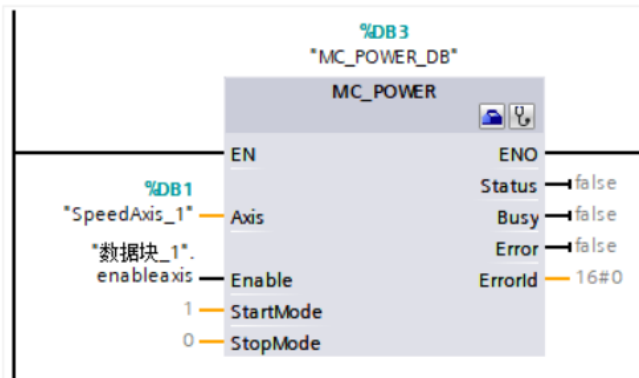 %DB3
"MC_POWER_DB"
MC_POWER
EN ENO
Status false
%DB1
"SpeedAxis_1" Axis Busy false
"数据块_1". Error false
enableaxis Enable ErrorId 16#0
1 StartMode
0 StopMode